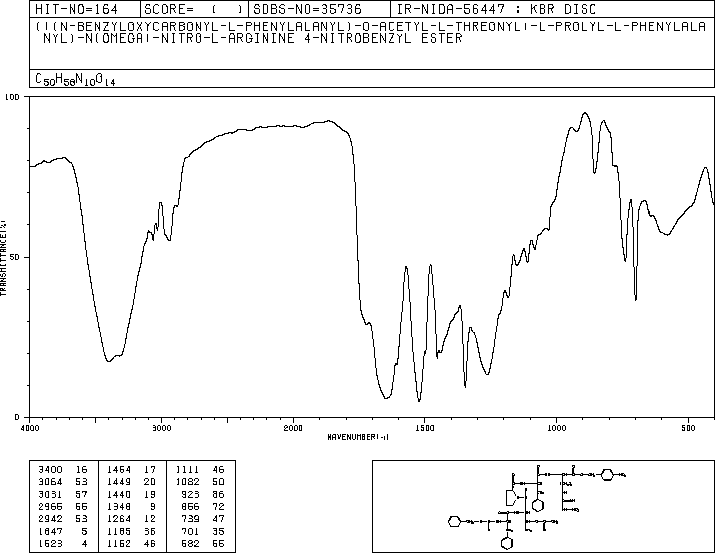 HIT-NO=164 SCORE= ( ) SDBS-NO=35736 IR-NIDA-56447 : KBR DISC
(((N-BENZYLOXYCARBONYL-L-PHENYLALANYL)-O-ACETYL-L-THREONYL)-L-PROLYL-L-PHENYLALA
NYL)-N(OMEGA)-NITRO-L-ARGININE 4-NITROBENZYL ESTER
C50H58N10O14
100
50
0
TRANSMITTANCE(%)
4000 3000 2000 1500 1000 500
WAVENUMBER(-1)
3400 16 1454 17 1111 46
3064 53 1449 20 1082 50
3031 57 1440 19 923 86
2966 55 1348 9 856 72
2942 53 1264 12 739 47
1647 5 1185 36 701 35
1523 4 1152 46 582 55